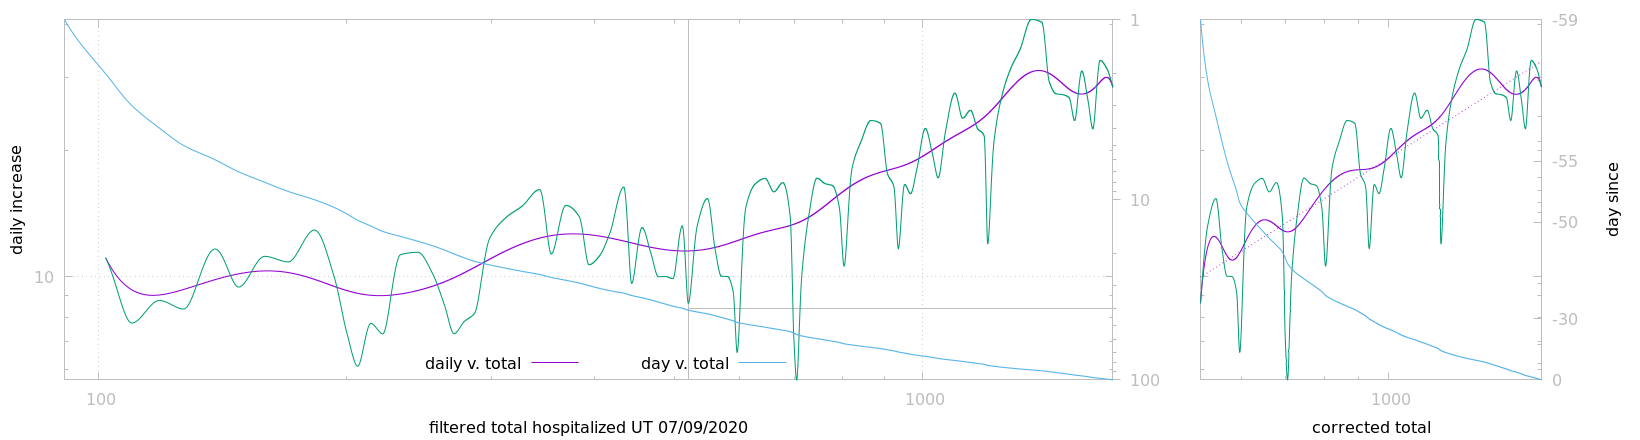 1
-59
daily increase
10
10
-55
-50
-30
day since
daily v. total
day v. total
100
0
100
1000
1000
filtered total hospitalized UT 07/09/2020
corrected total